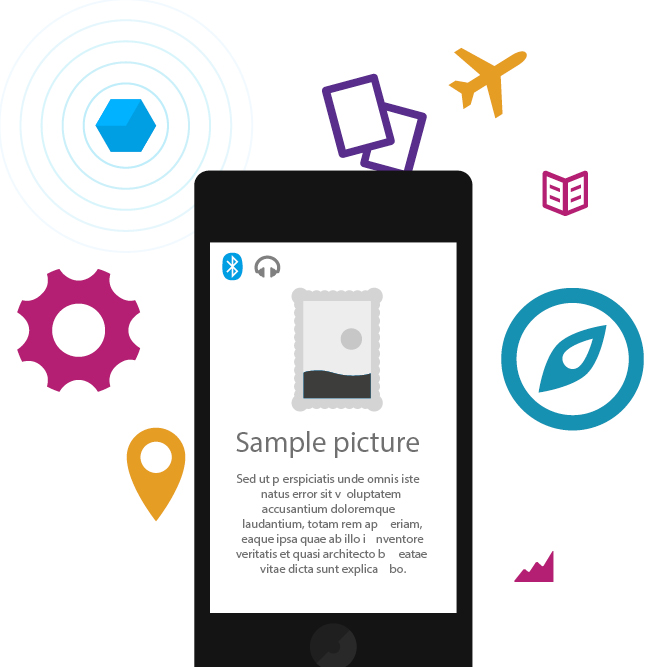 Sample picture
Sed ut p erspiciatis unde omnis iste
natus error sit v oluptatem
accusantium doloremque
laudantium, totam rem ap eriam,
eaque ipsa quae ab illo i nventore
veritatis et quasi architecto b eatae
vitae dicta sunt explica bo.